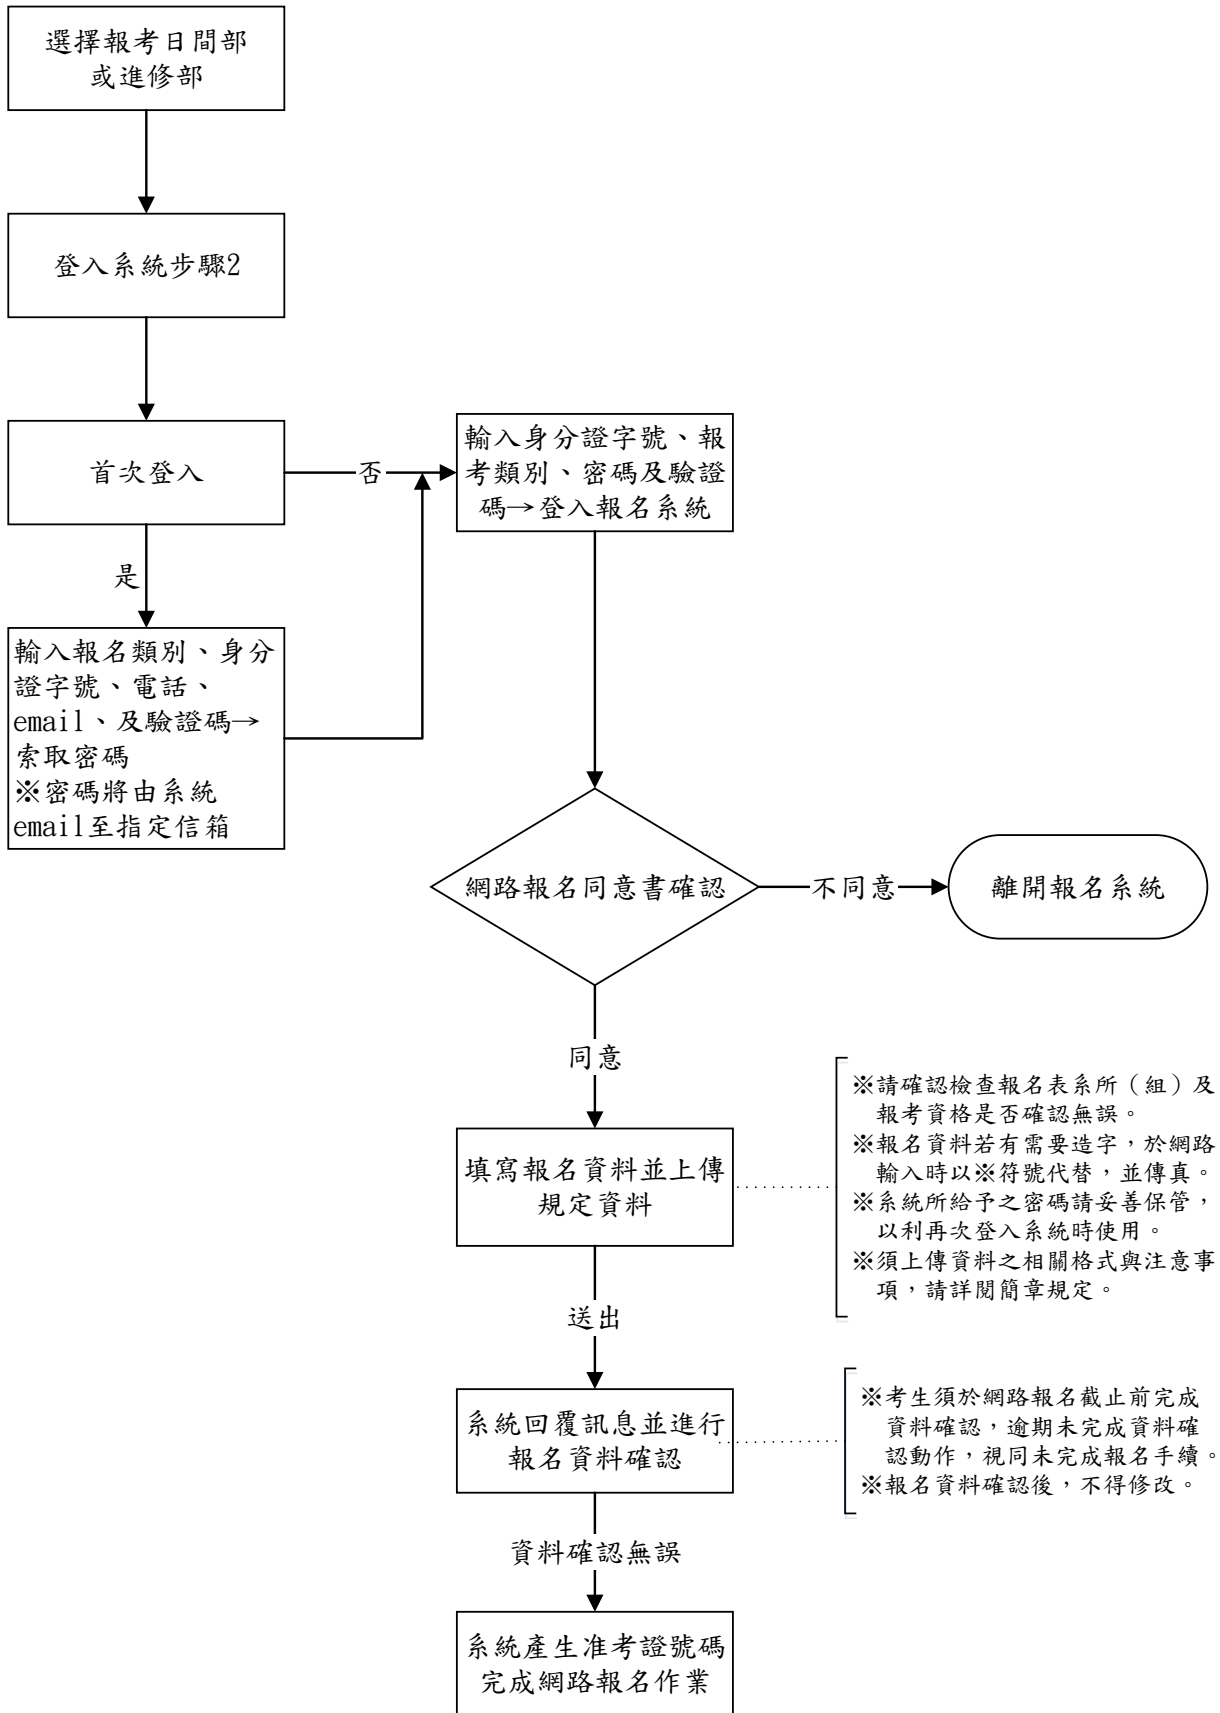 選擇報考日間部
或進修部
登入系統步驟2
首次登入
否
輸入身分證字號、報
考類別、密碼及驗證
碼→登入報名系統
是
輸入報名類別、身分
證字號、電話、
email、及驗證碼→
索取密碼
※密碼將由系統
email至指定信箱
網路報名同意書確認
不同意
離開報名系統
同意
填寫報名資料並上傳
規定資料
※請確認檢查報名表系所（組）及
報考資格是否確認無誤。
※報名資料若有需要造字，於網路
輸入時以※符號代替，並傳真。
※系統所給予之密碼請妥善保管，
以利再次登入系統時使用。
※須上傳資料之相關格式與注意事
項，請詳閱簡章規定。
送出
系統回覆訊息並進行
報名資料確認
※考生須於網路報名截止前完成
資料確認，逾期未完成資料確
認動作，視同未完成報名手續。
※報名資料確認後，不得修改。
資料確認無誤
系統產生准考證號碼
完成網路報名作業